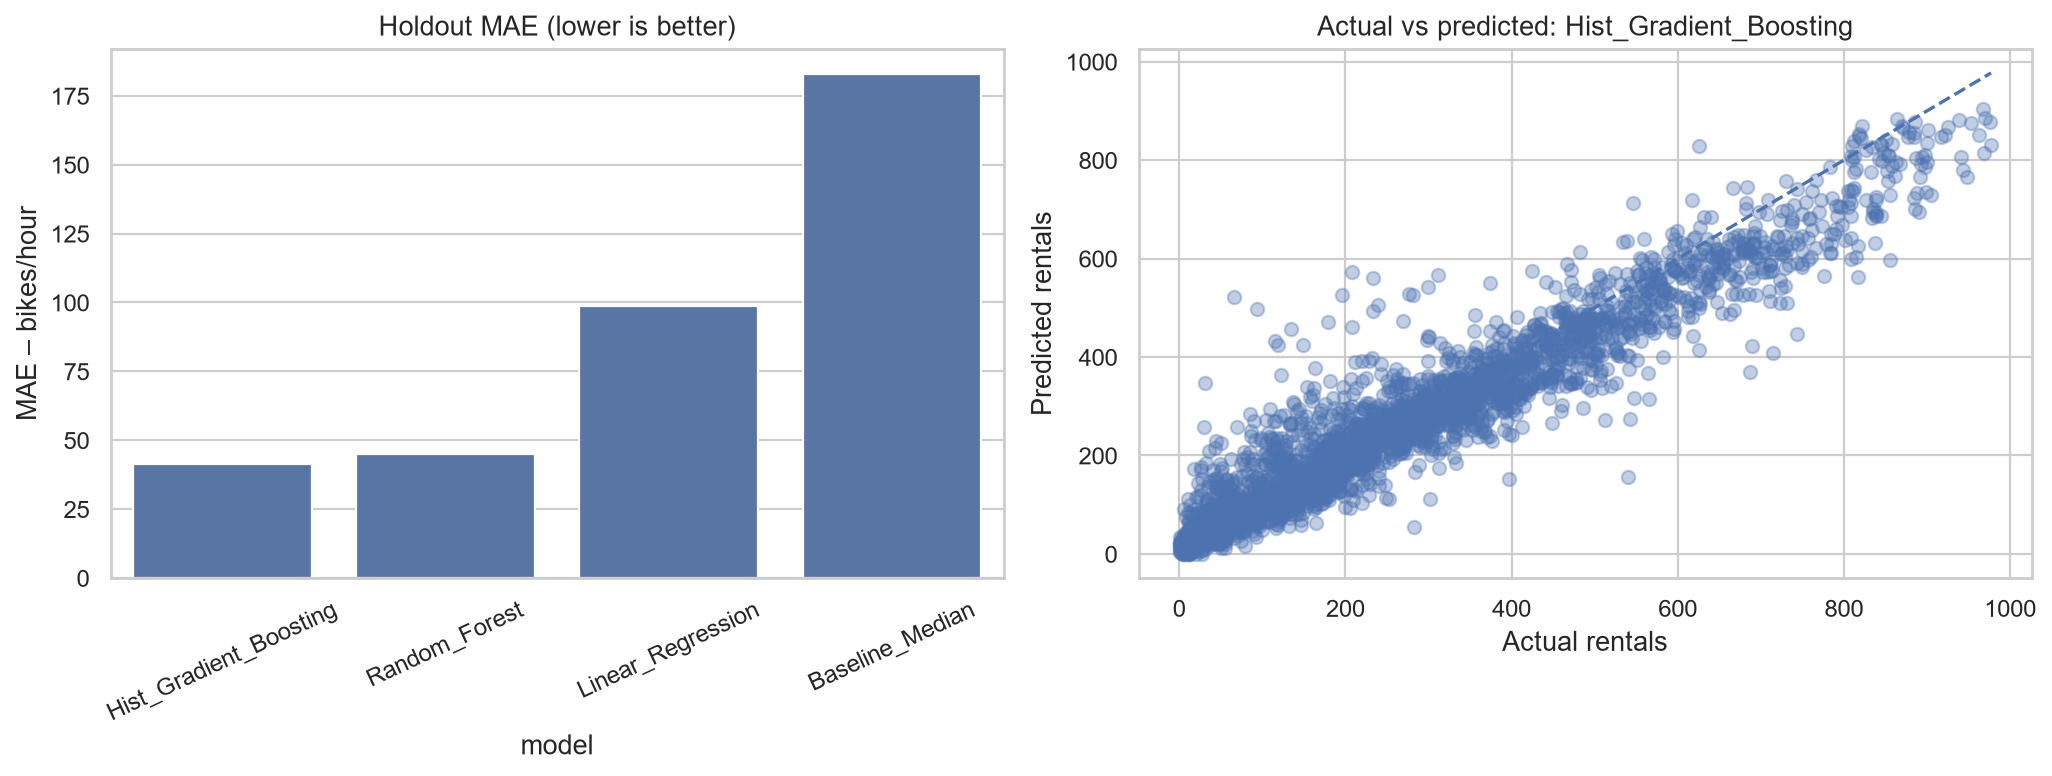 Holdout MAE (lower is better)
MAE – bikes/hour
175
150
125
100
75
50
25
0
Hist_Gradient_Boosting
Random_Forest
Linear_Regression
Baseline_Median
model
Actual vs predicted: Hist_Gradient_Boosting
Predicted rentals
1000
800
600
400
200
0
0
200
400
600
800
1000
Actual rentals